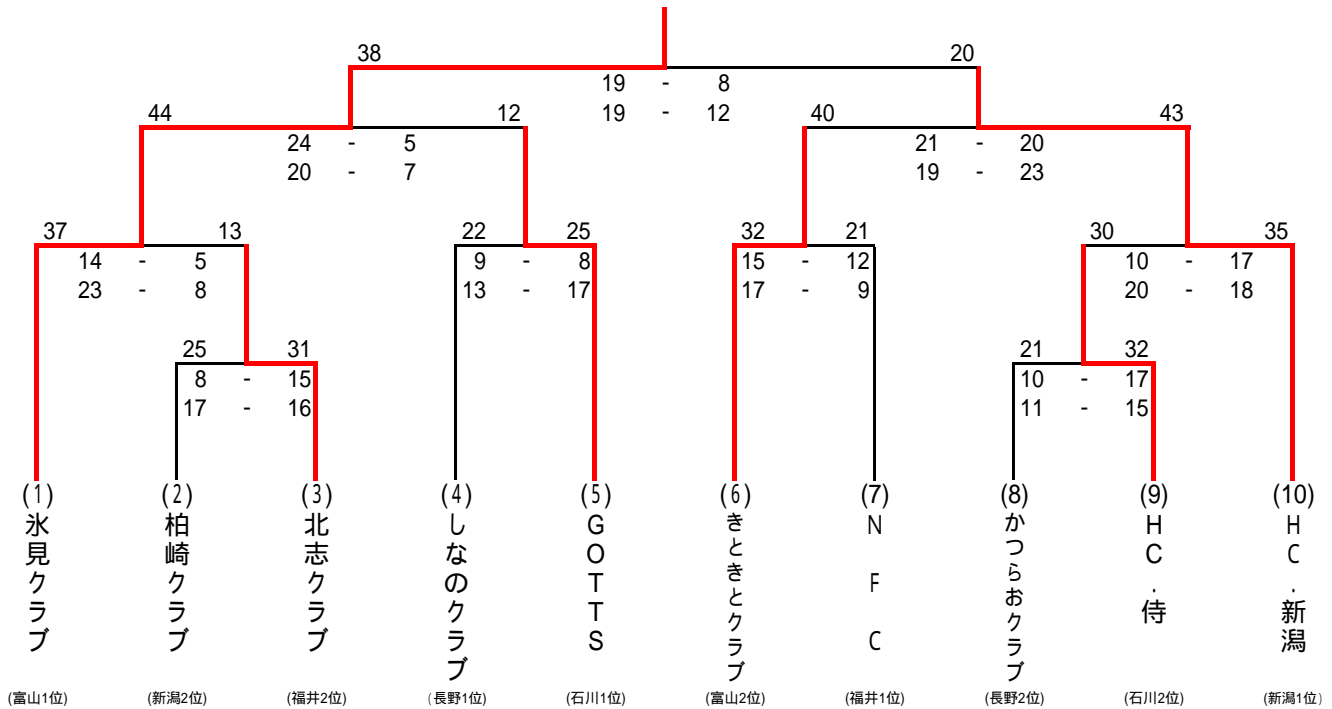 38 20
19 - 8
19 - 12
44 12 40 43
24 - 5 21 - 20
20 - 7 19 - 23
37 13 22 25 32 21 30 35
14 - 5 9 - 8 15 - 12 10 - 17
23 - 8 13 - 17 17 - 9 20 - 18
25 31 21 32
8 - 15 10 - 17
17 - 16 11 - 15
(1) (2) (3) (4) (5) (6) (7) (8) (9) (10)
氷見クラブ
柏崎クラブ
北志クラブ
しなのクラブ
GOTTS
きときとクラブ
N F C
かつらおクラブ
HC.侍
HC.新潟
(富山1位) (新潟2位) (福井2位) (長野1位) (石川1位) (富山2位) (福井1位) (長野2位) (石川2位) (新潟1位)